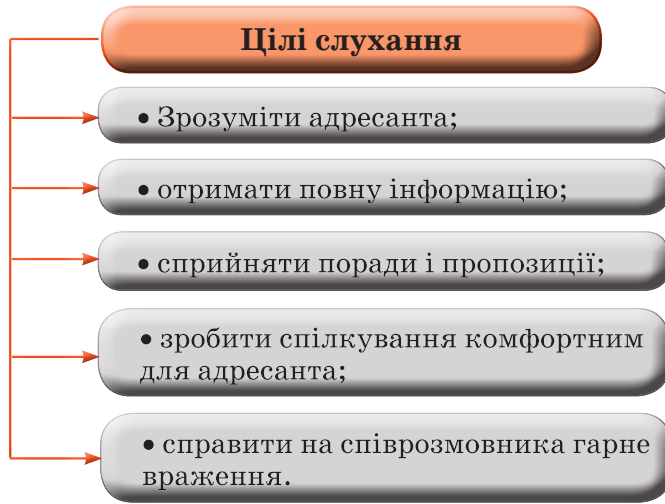 Цілі слухання
• Зрозуміти адресанта;
• отримати повну інформацію;
• сприйняти поради і пропозиції;
• зробити спілкування комфортним
для адресанта;
• справити на співрозмовника гарне
враження.